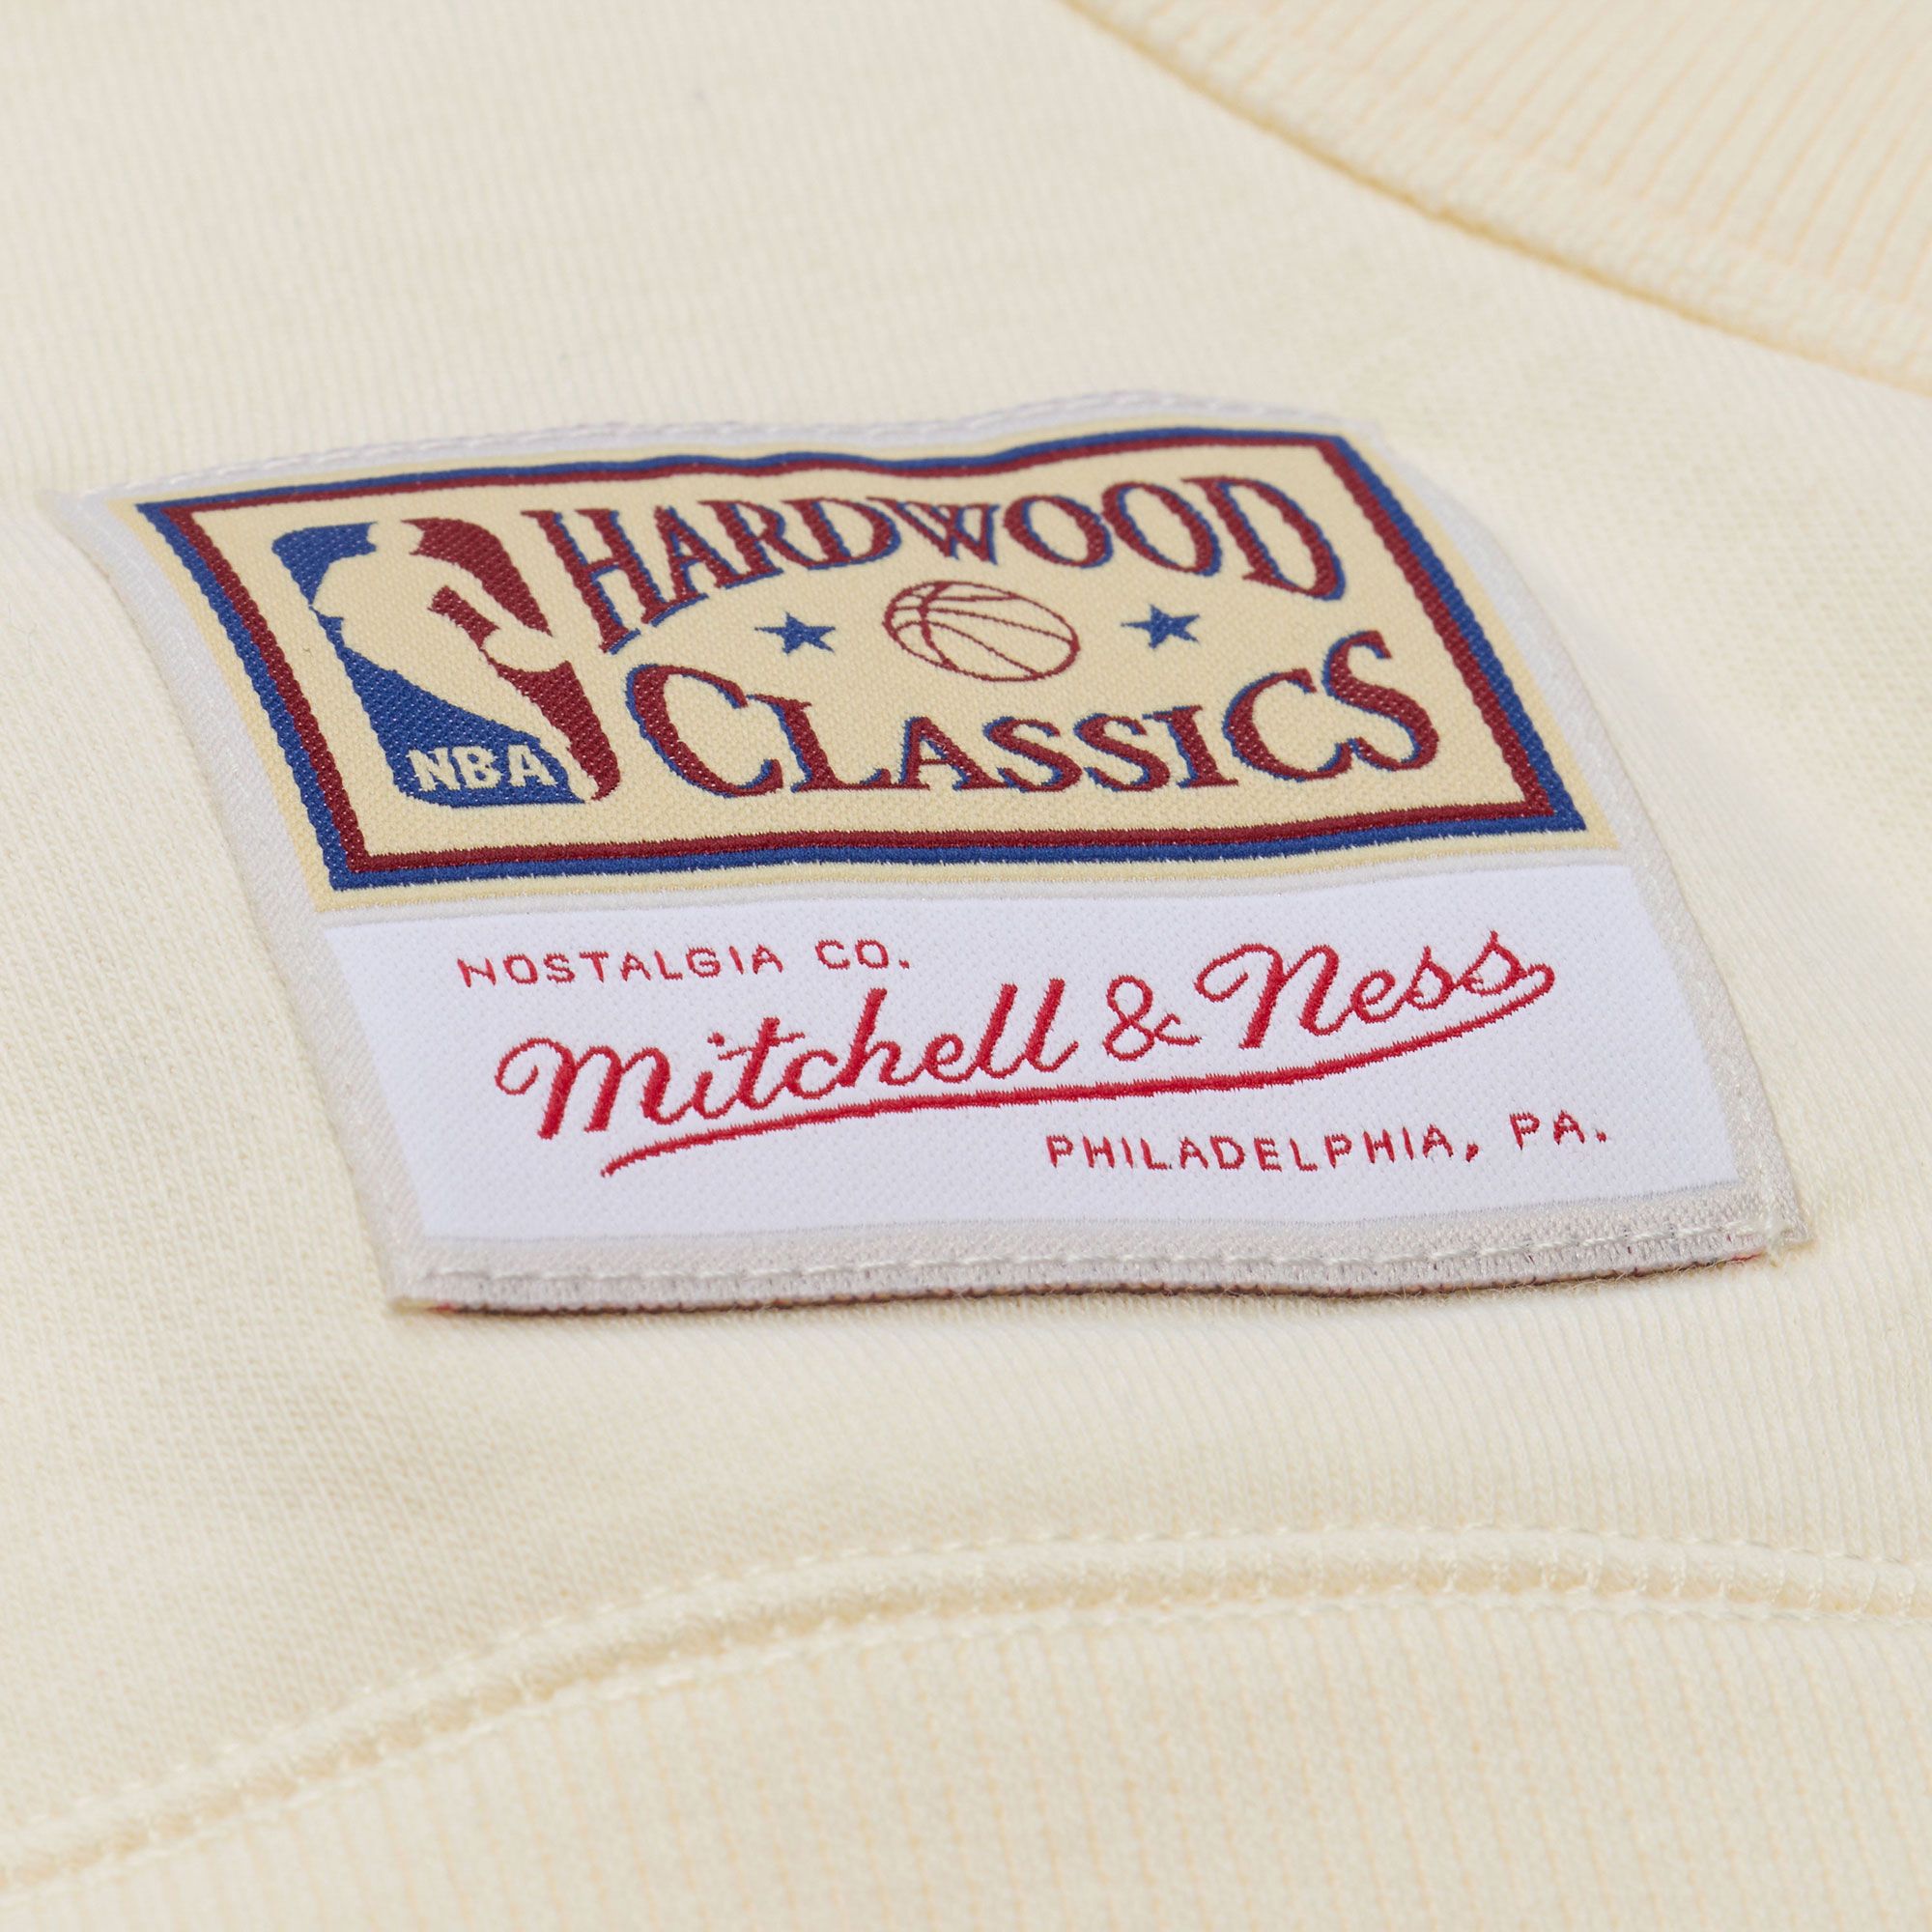 HARDWOOD
CLASSICS
NBA
NOSTALGIA CO.
Mitchell & Ness
PHILADELPHIA, PA.